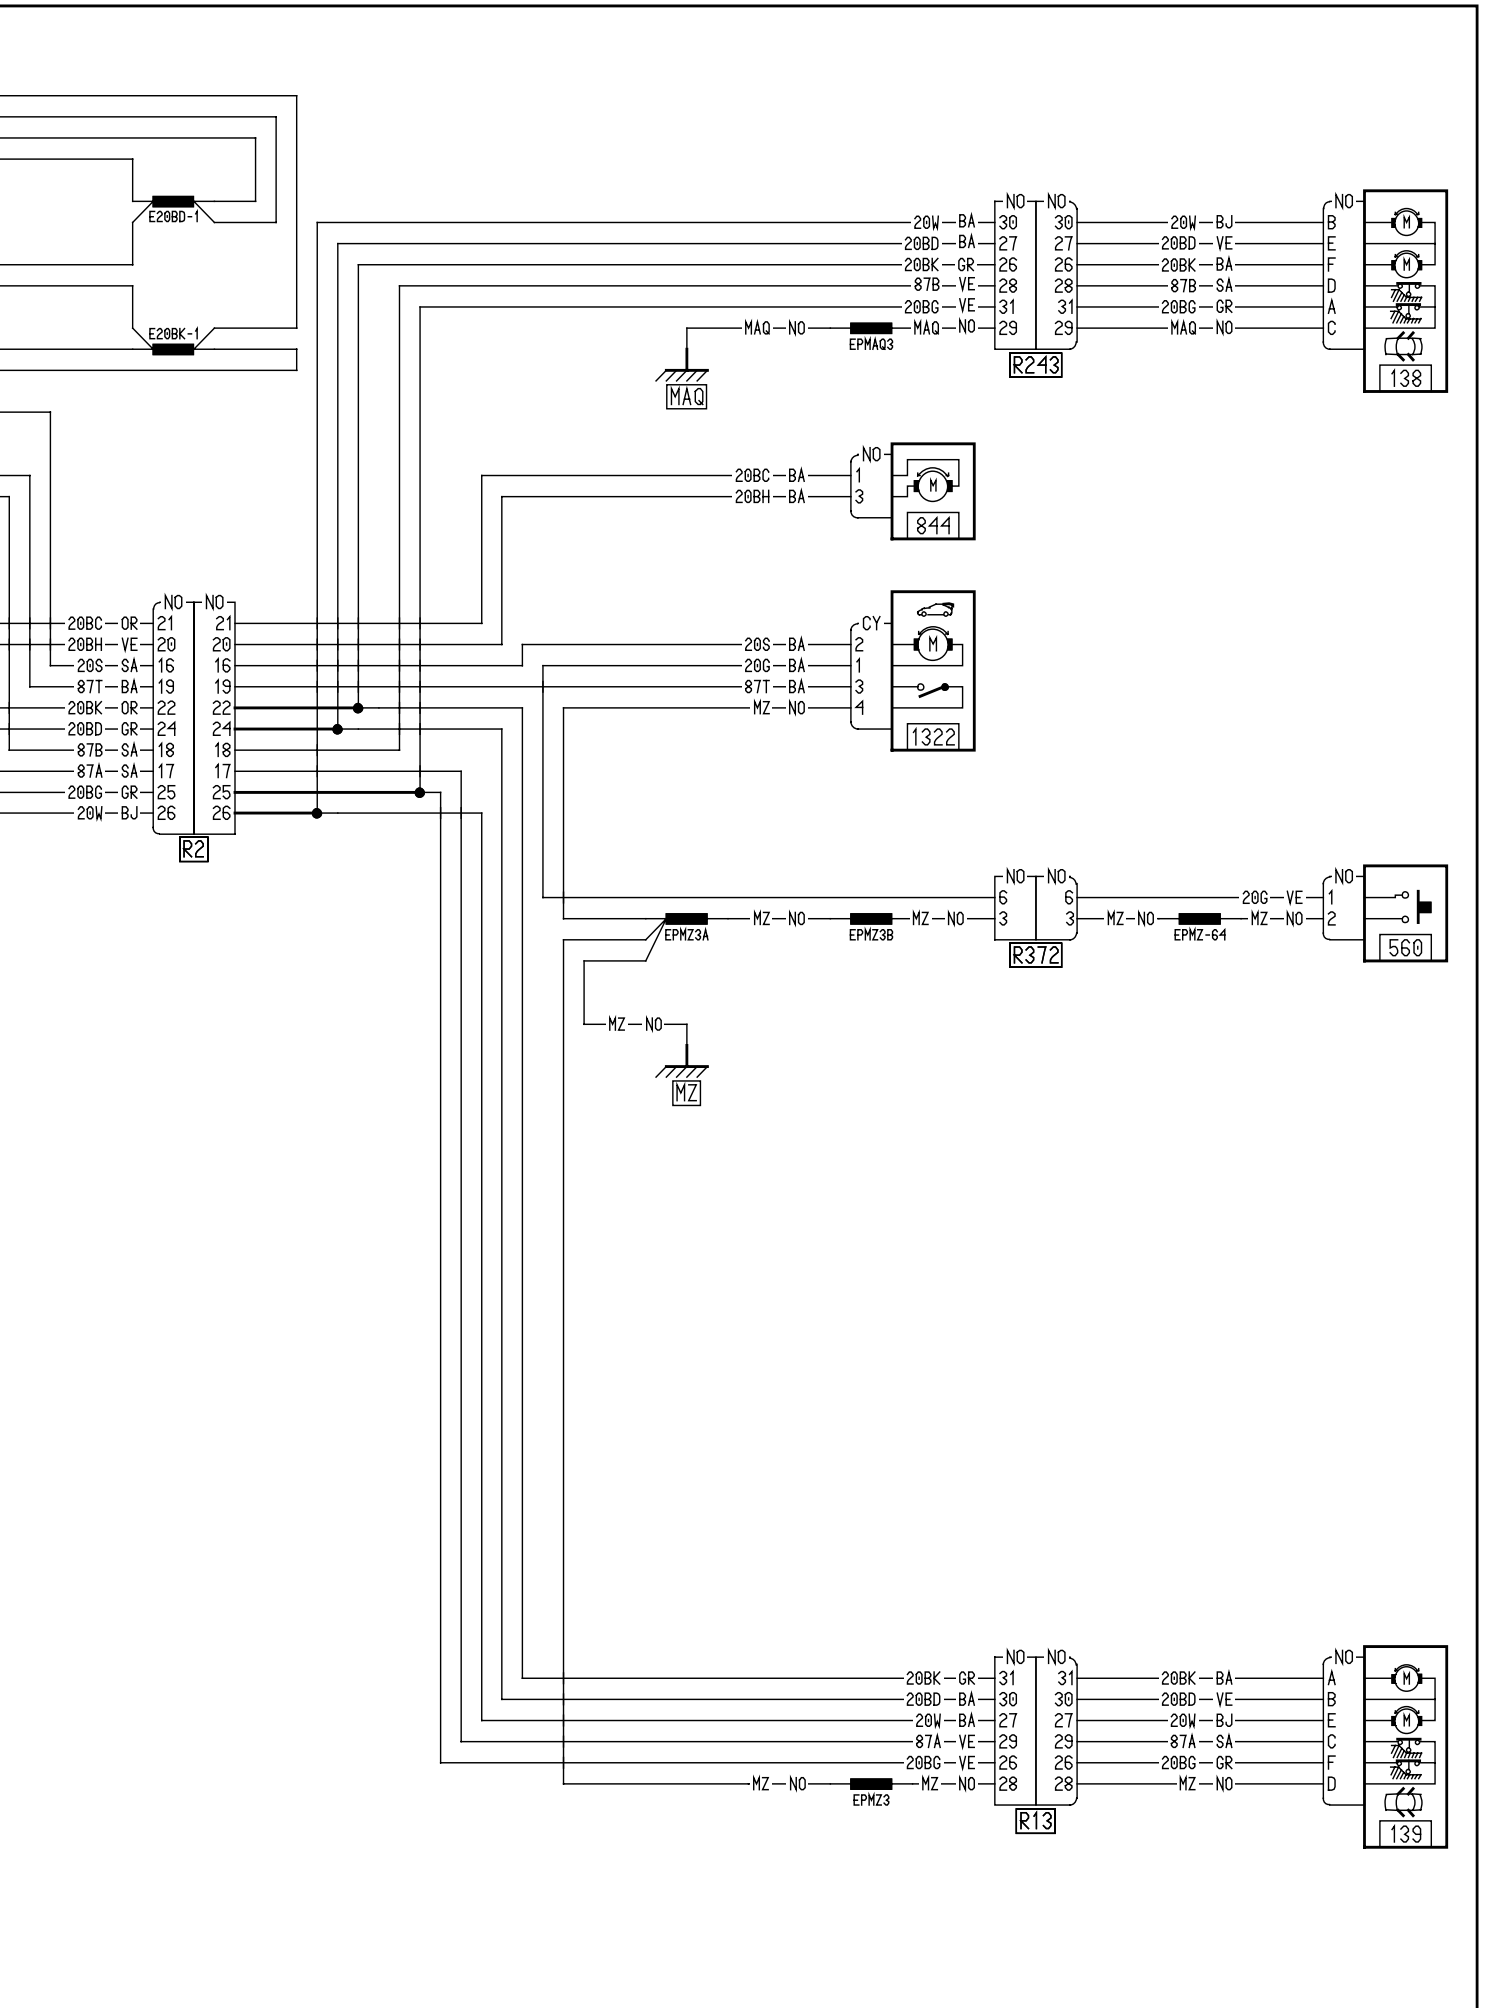 E20BD-1
E20BK-1
NO NO NO
20W BA 30 30 20W BJ B M
20BD BA 27 27 20BD VE E
20BK GR 26 26 20BK BA F M
87B VE 28 28 87B SA D
20BG VE 31 31 20BG GR A
MAQ NO MAQ NO 29 29 MAQ NO C
EPMAQ3
R243
138
MAQ
NO
20BC BA 1
20BH BA 3 M
844
NO NO
20BC OR 21 21
20BH VE 20 20
20S SA 16 16
87T BA 19 19
20BK OR 22 22
20BD GR 24 24
87B SA 18 18
87A SA 17 17
20BG GR 25 25
20W BJ 26 26
R2
CY
20S BA 2 M
20G BA 1
87T BA 3
MZ NO 4
1322
NO NO NO
6 6 20G VE 1
MZ NO MZ NO 3 3 MZ NO MZ NO 2
EPMZ3A EPMZ3B EPMZ-64
R372
560
MZ NO
MZ
NO NO NO
20BK GR 31 31 20BK BA A M
20BD BA 30 30 20BD VE B
20W BA 27 27 20W BJ E M
87A VE 29 29 87A SA C
20BG VE 26 26 20BG GR F
MZ NO MZ NO 28 28 MZ NO D
EPMZ3
R13
139